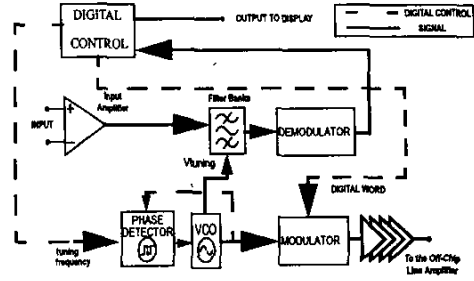 DIGITAL
CONTROL
OUTPUT TO DISPLAY
DIGITAL CONTROL
SIGNAL
Input
Amplifier
Filter Banks
INPUT
DEMODULATOR
Vtuning
DIGITAL WORD
PHASE
DETECTOR
VCO
MODULATOR
tuning
frequency
To the Off-Chip
Line Amplifier